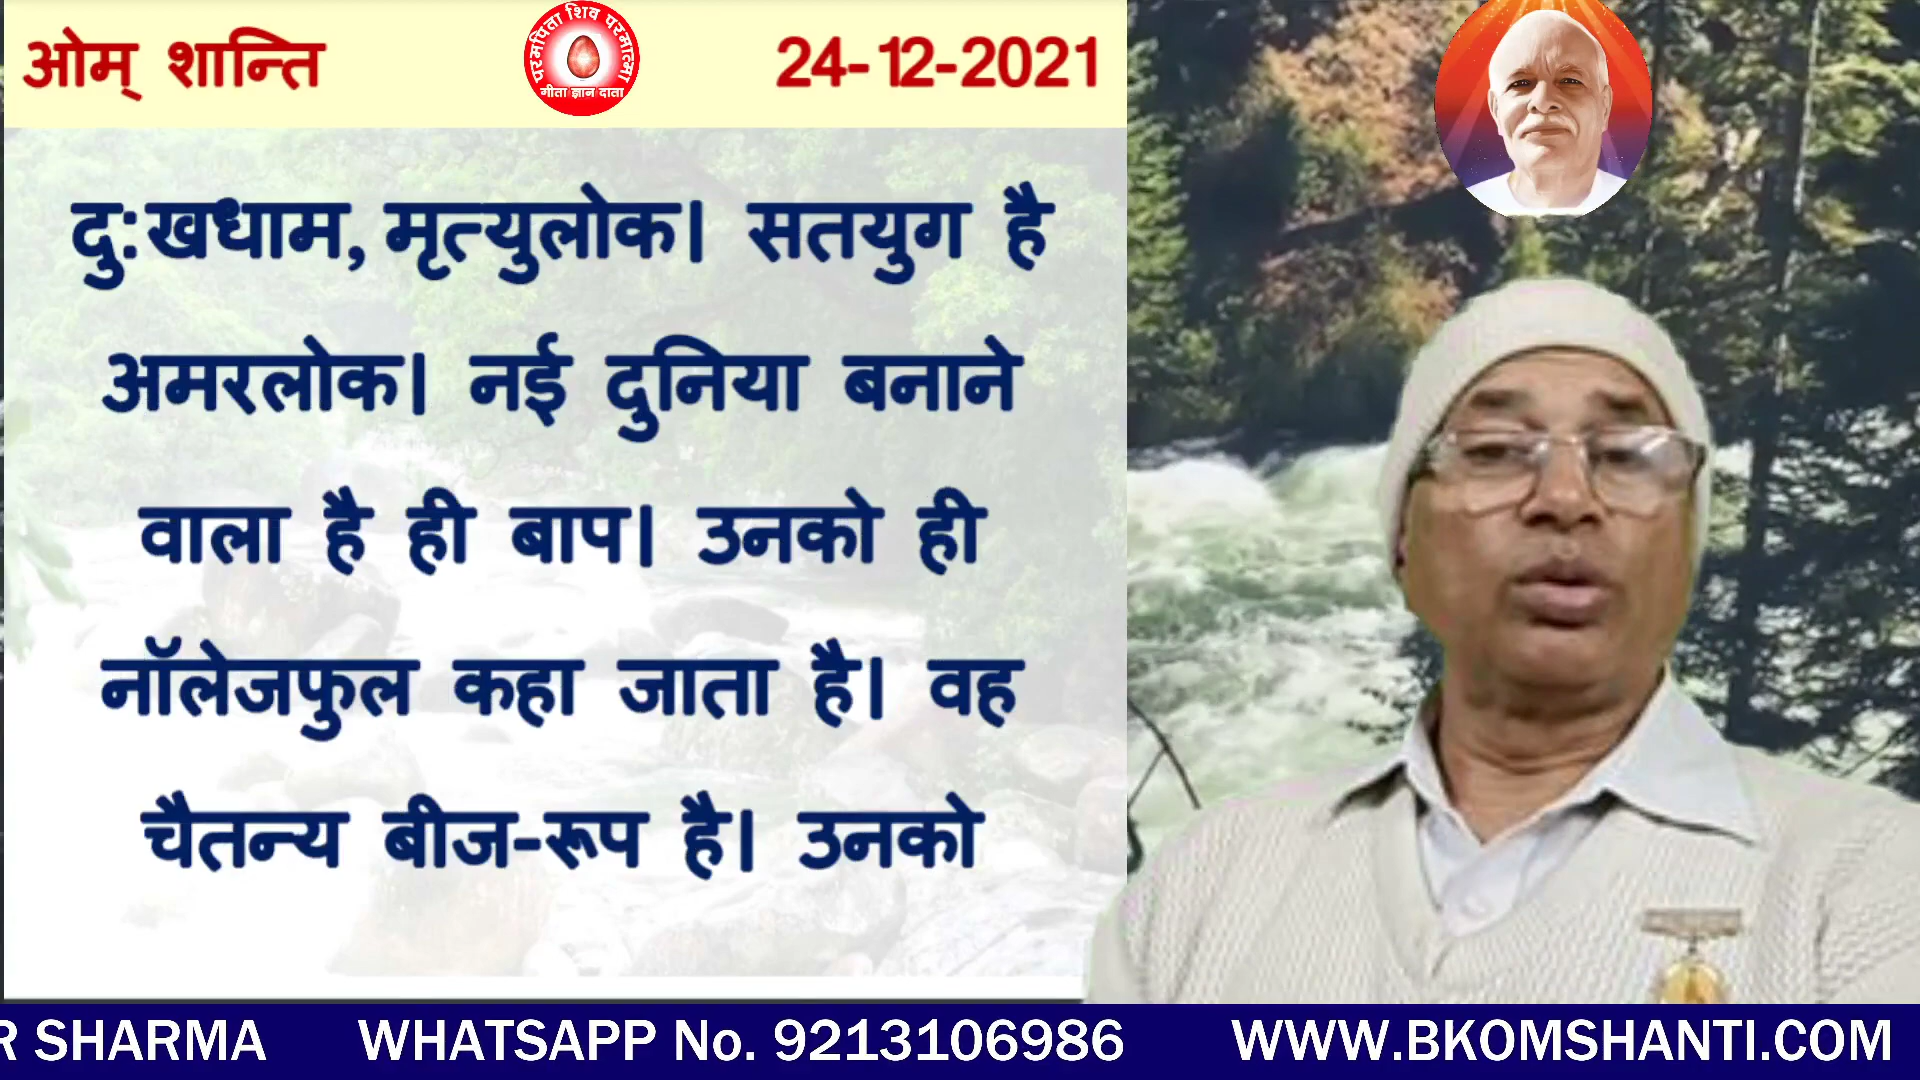 ओम् शान्ति
परमपिता शिव परमात्मा
गीता ज्ञान दाता
24-12-2021
दु:खधाम, मृत्युलोक। सतयुग है
अमरलोक। नई दुनिया बनाने
वाला है ही बाप। उनको ही
नॉलेजफुल कहा जाता है। वह
चैतन्य बीज-रूप है। उनको
R SHARMA WHATSAPP No. 9213106986 WWW.BKOMSHANTI.COM